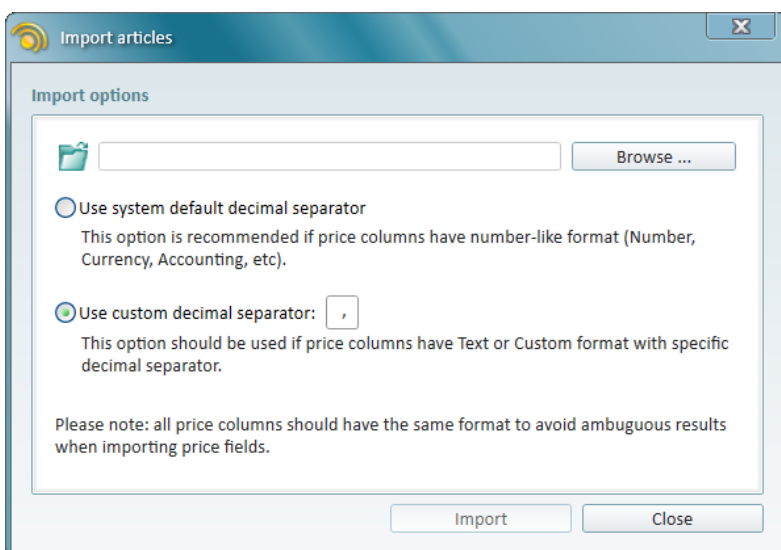 Import articles
Import options
Browse ...
Use system default decimal separator
This option is recommended if price columns have number-like format (Number,
Currency, Accounting, etc).
Use custom decimal separator: ,
This option should be used if price columns have Text or Custom format with specific
decimal separator.
Please note: all price columns should have the same format to avoid ambuguous results
when importing price fields.
Import Close